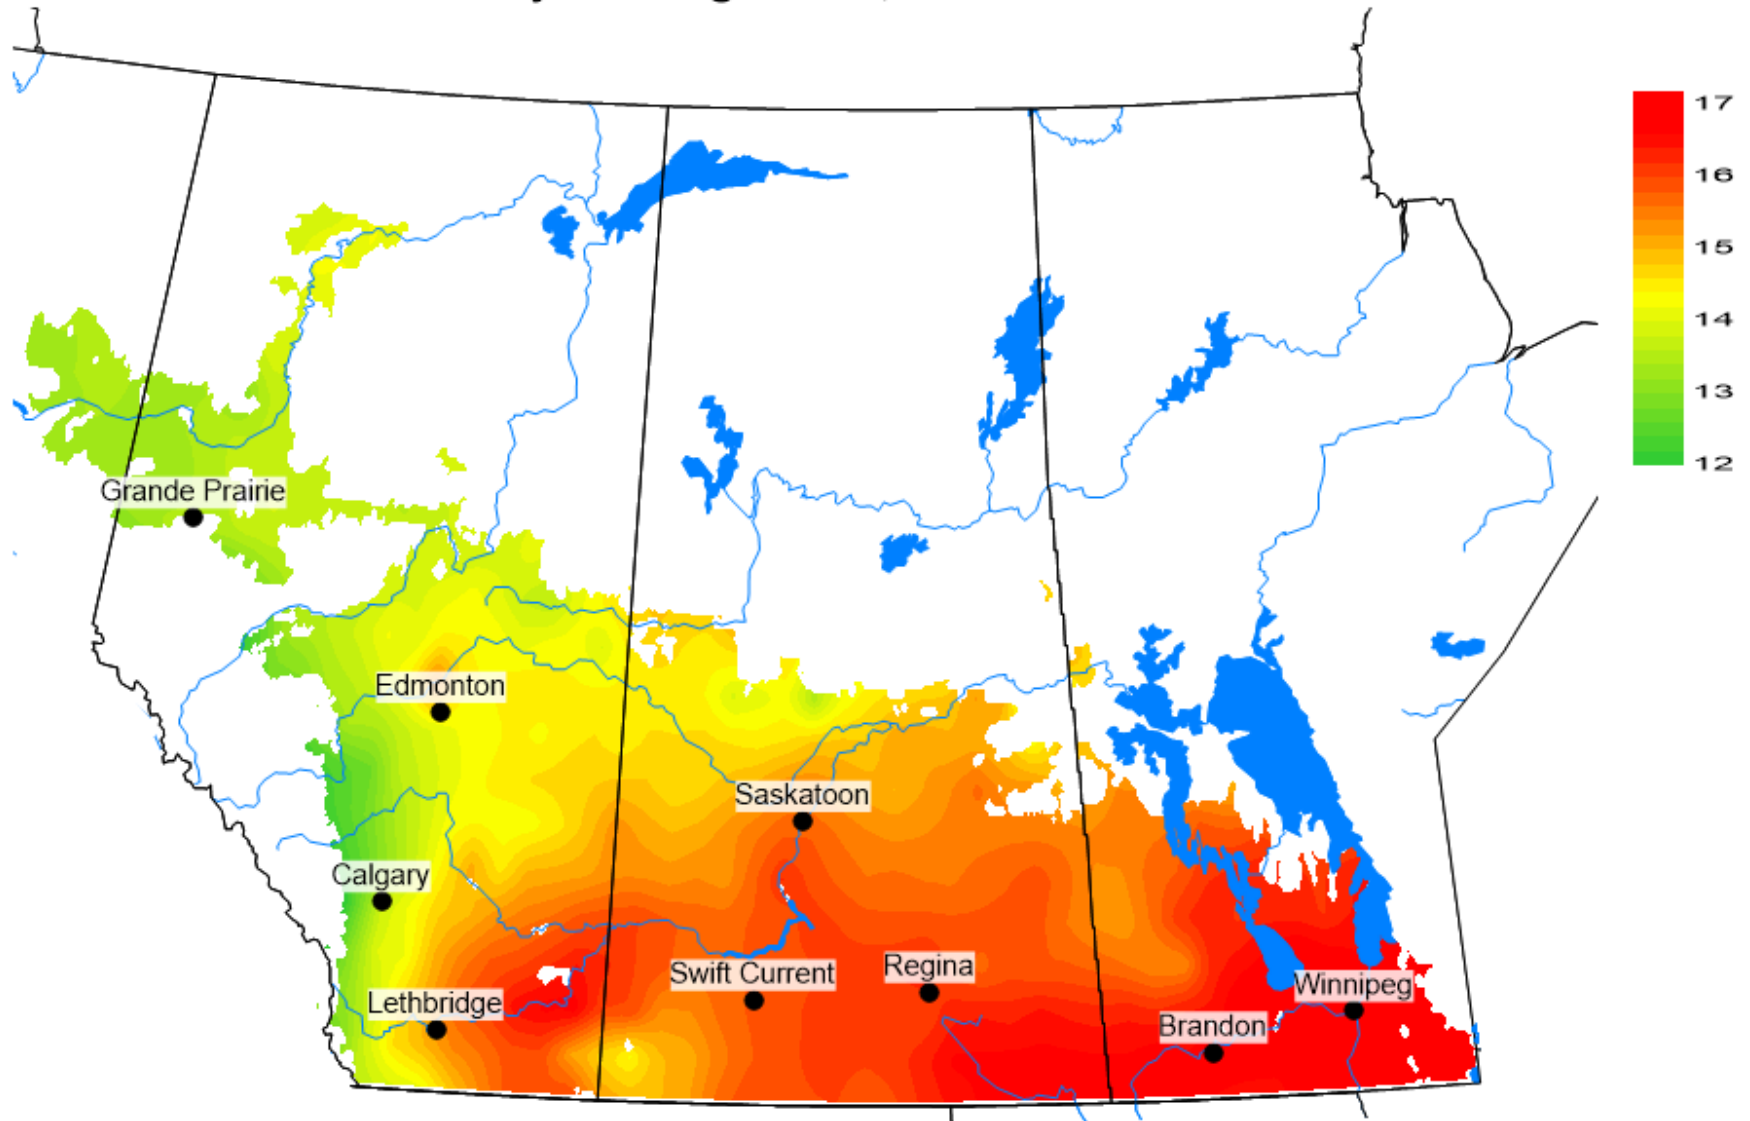 17
16
15
14
13
12
Grande Prairie
Edmonton
Saskatoon
Calgary
Swift Current
Regina
Lethbridge
Winnipeg
Brandon